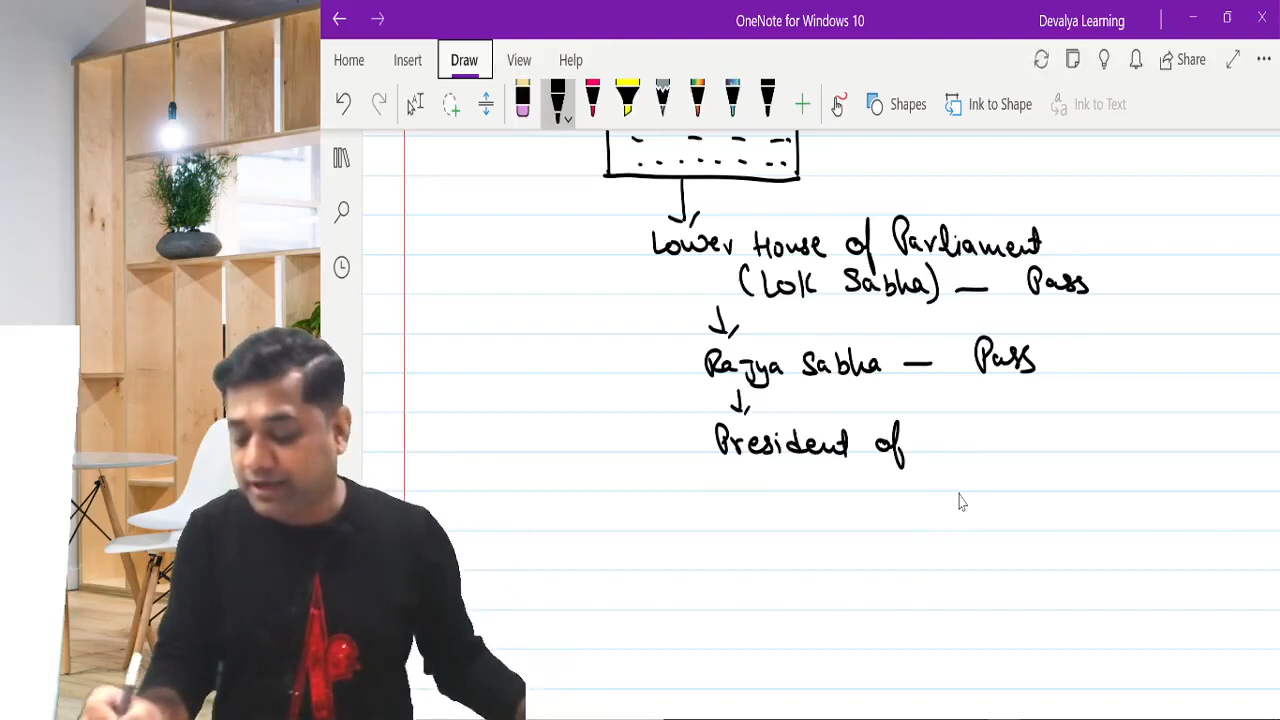 OneNote for Windows 10
Devalya Learning
Home Insert Draw View Help
Share
Shapes Ink to Shape Ink to Text
Lower House of Parliament
(Lok Sabha) — Pass
Rajya Sabha — Pass
President of